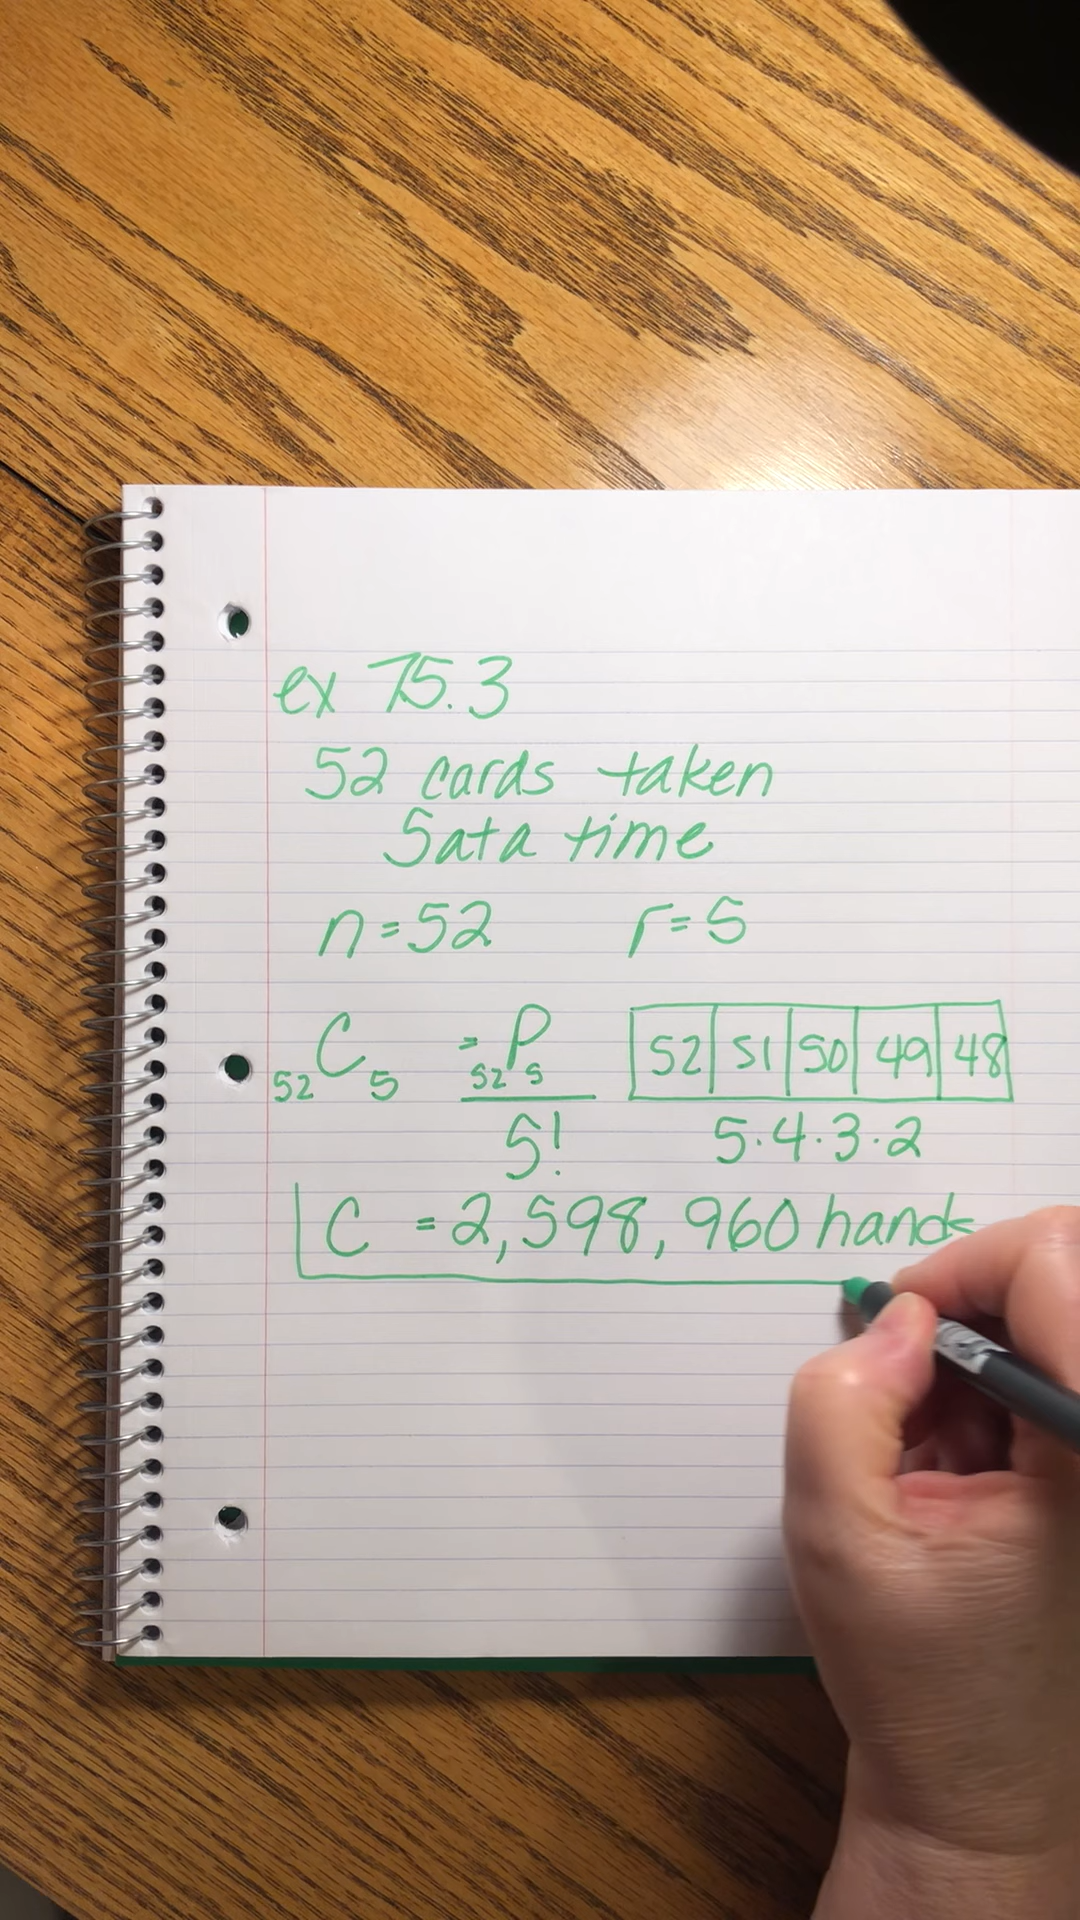 ex 75.3
52 cards taken
5 at a time
n = 52 r = 5
52C5 = 52P5 52 51 50 49 48
5! 5·4·3·2
C = 2,598,960 hands